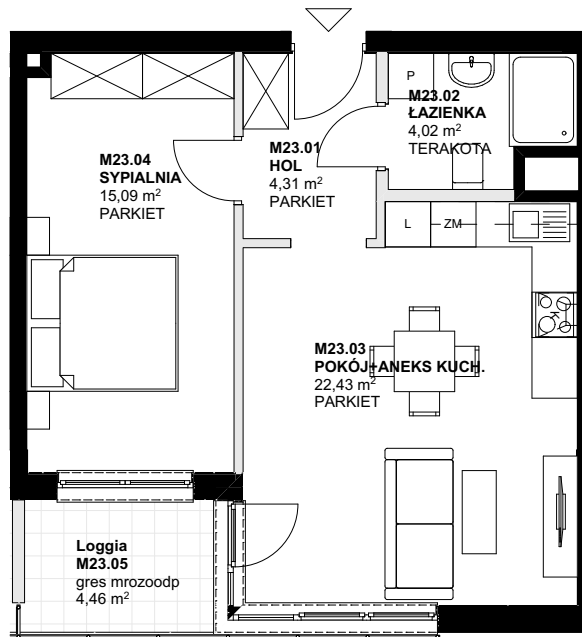 P
M23.02
ŁAZIENKA
4,02 m²
TERAKOTA
M23.01
HOL
4,31 m²
PARKIET
M23.04
SYPIALNIA
15,09 m²
PARKIET
L
ZM
K
M23.03
POKÓJ+ANEKS KUCH.
22,43 m²
PARKIET
Loggia
M23.05
gres mrozoodp
4,46 m²